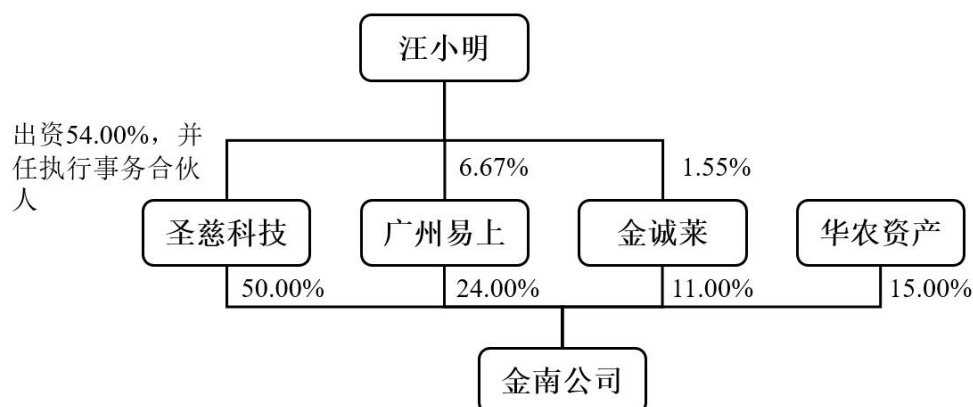 汪小明
出资54.00%，并
任执行事务合伙
人
6.67%
1.55%
圣慈科技
广州易上
金诚莱
华农资产
50.00%
24.00%
11.00%
15.00%
金南公司